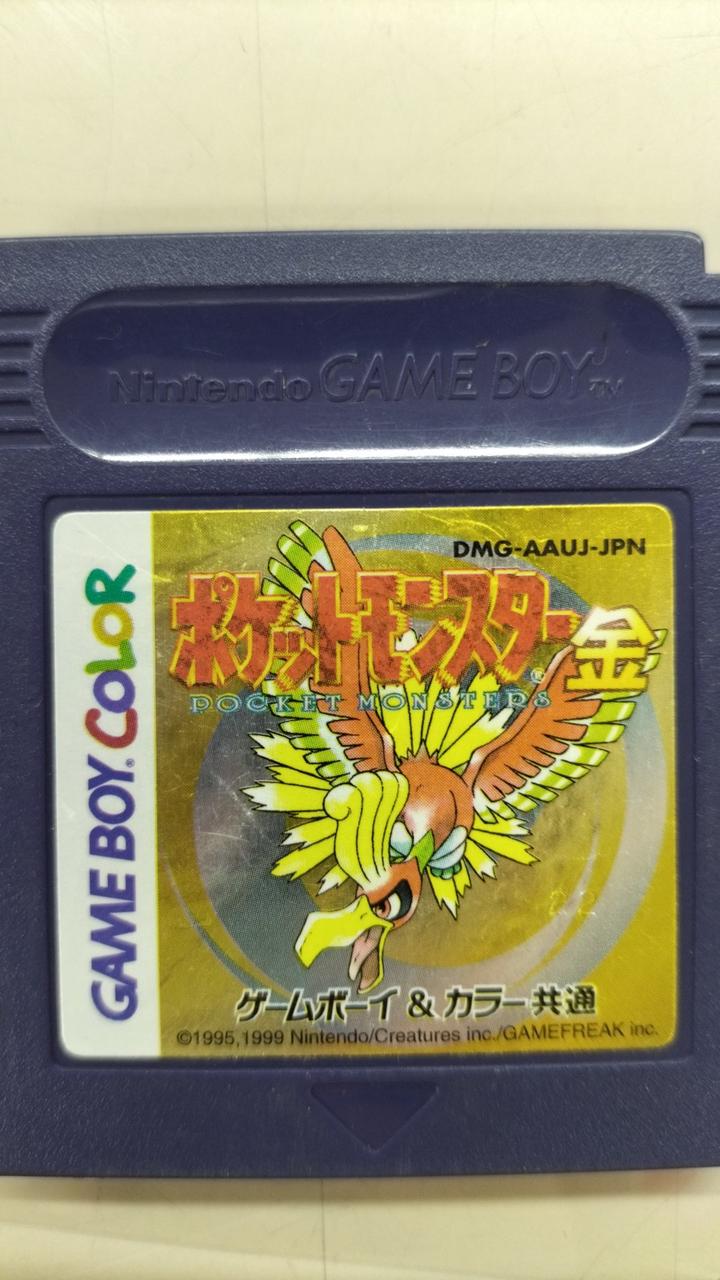 Nintendo GAME BOY TM
GAME BOY COLOR
DMG-AAUJ-JPN
ポケットモンスター 金
POCKET MONSTERS
ゲームボーイ & カラー共通
©1995,1999 Nintendo/Creatures inc./GAMEFREAK inc.